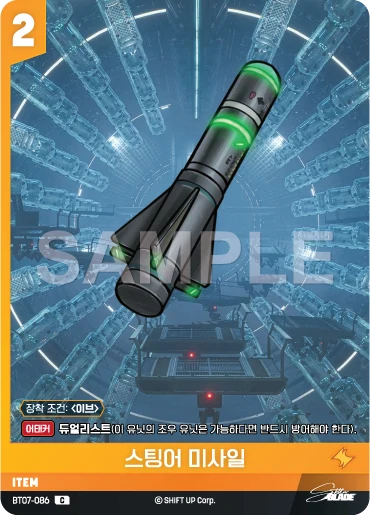 2
SAMPLE
장착 조건: <이브>
어태커 듀얼리스트(이 유닛의 조우 유닛은 가능하다면 반드시 방어해야 한다).
스팅어 미사일
ITEM
BT07-086 C ©SHIFT UP Corp. Stellar BLADE